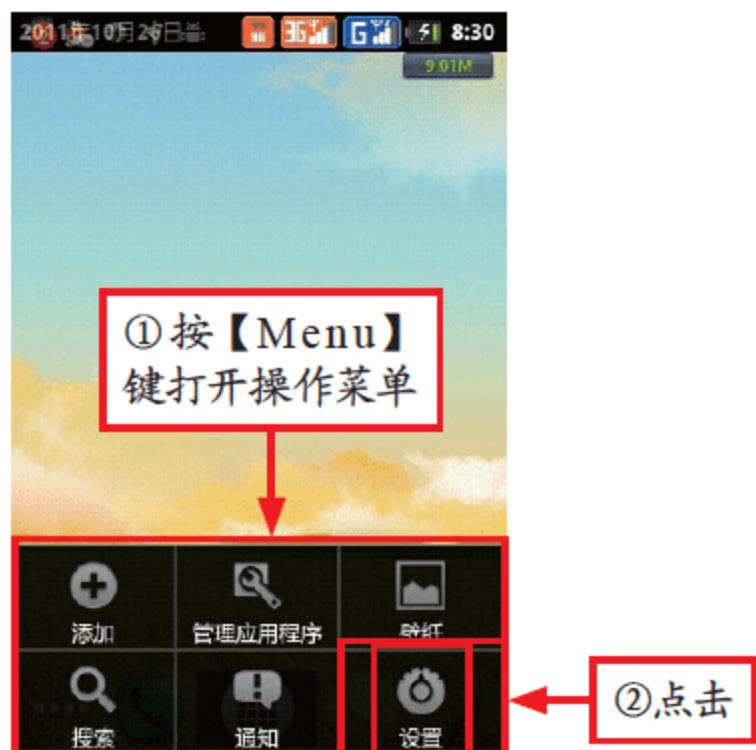 2011年10月26日
3G
G
8:30
9.01M
①按【Menu】
键打开操作菜单
添加
管理应用程序
壁纸
搜索
通知
设置
②点击